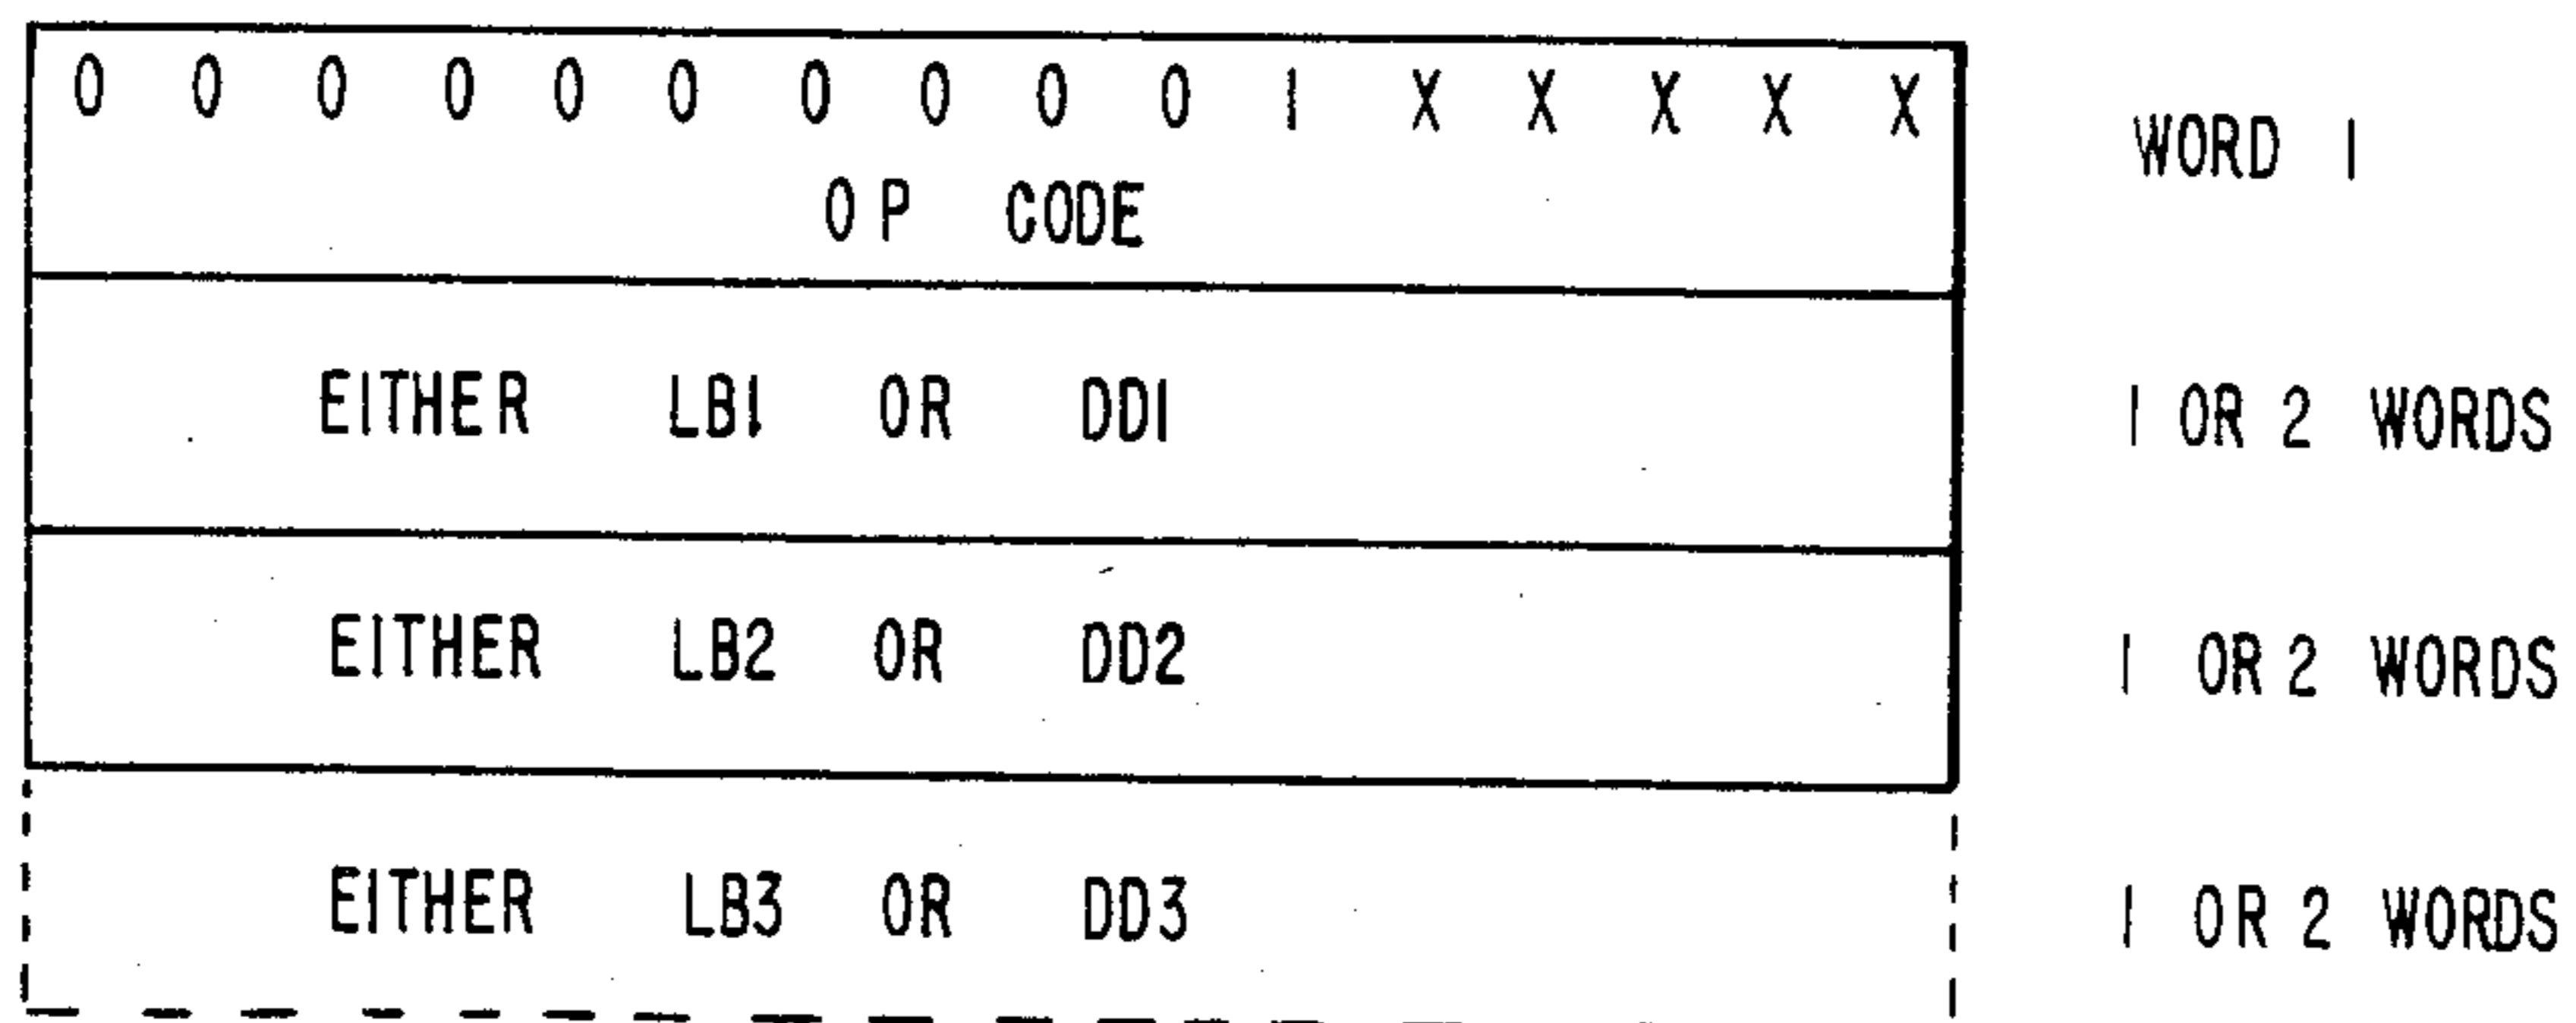 0 0 0 0 0 0 0 0 0 0 1 X X X X X
OP CODE
WORD 1
EITHER LB1 OR DD1
1 OR 2 WORDS
EITHER LB2 OR DD2
1 OR 2 WORDS
EITHER LB3 OR DD3
1 OR 2 WORDS